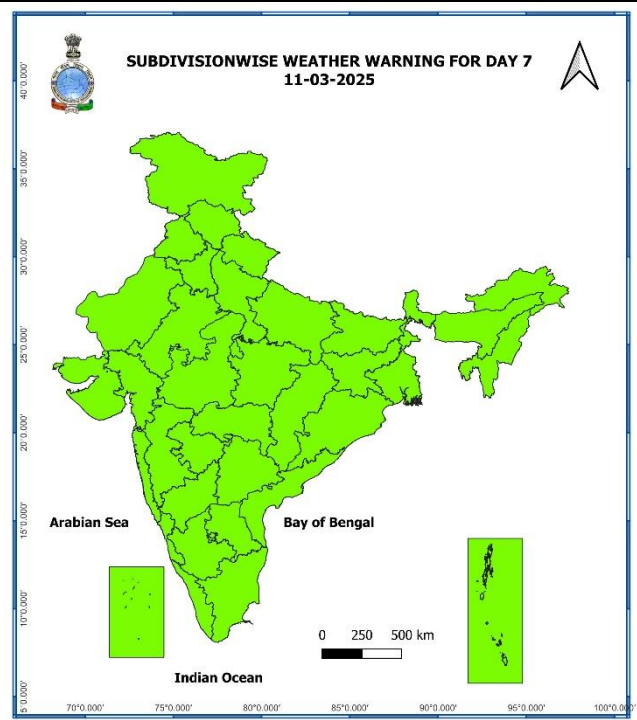 SUBDIVISIONWISE WEATHER WARNING FOR DAY 7
11-03-2025
40°0.000'
35°0.000'
30°0.000'
25°0.000'
20°0.000'
15°0.000'
10°0.000'
5°0.000'
Arabian Sea
Bay of Bengal
0 250 500 km
Indian Ocean
70°0.000' 75°0.000' 80°0.000' 85°0.000' 90°0.000' 95°0.000' 100°0.000'